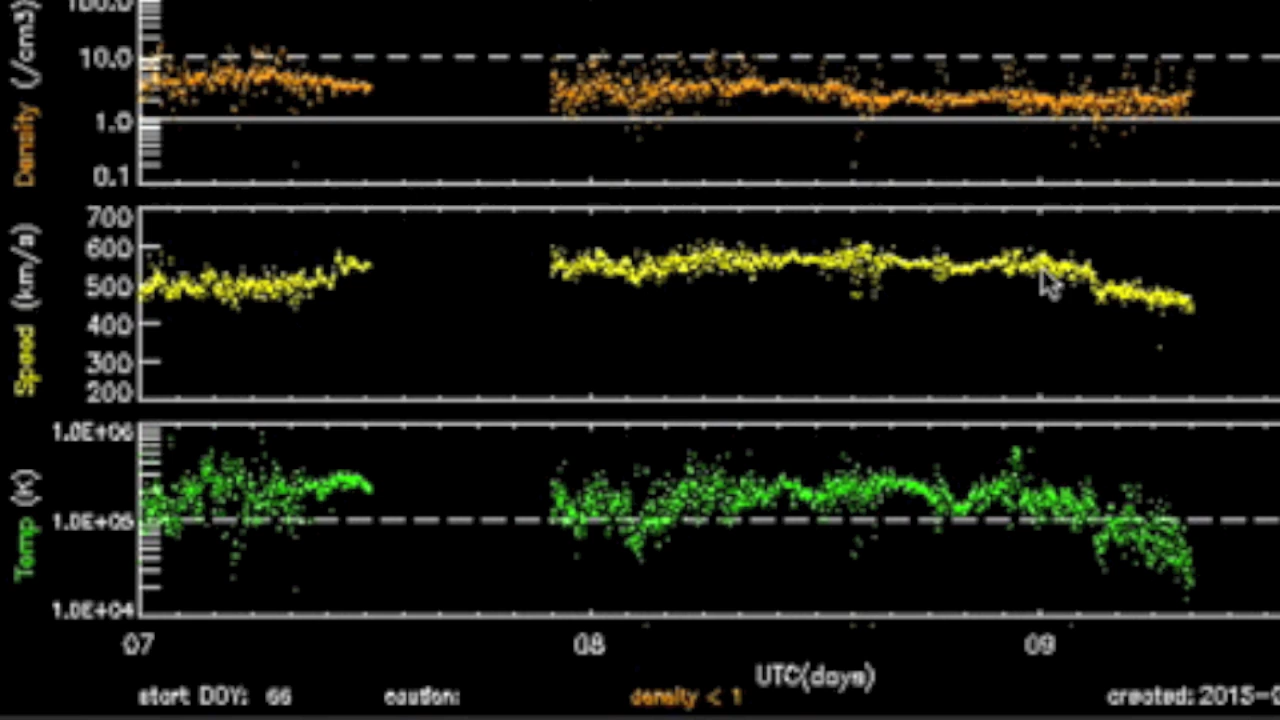 100.0
10.0
1.0
0.1
Density (/cm3)
700
600
500
400
300
200
Speed (km/s)
1.0E+06
1.0E+05
1.0E+04
Temp (K)
07 08 09
UTC(days)
start DOY: 66 caution: density < 1 created: 2015-0